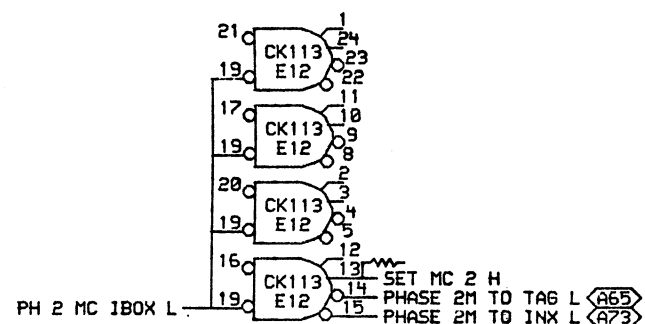 1
21
24
CK113
23
E12
19
22
11
17
10
CK113
9
19
E12
8
2
20
3
CK113
4
19
E12
5
12
16
13
CK113
SET MC 2 H
14
PHASE 2M TO TAG L A65
PH 2 MC IBOX L
19
E12
15
PHASE 2M TO INX L A73